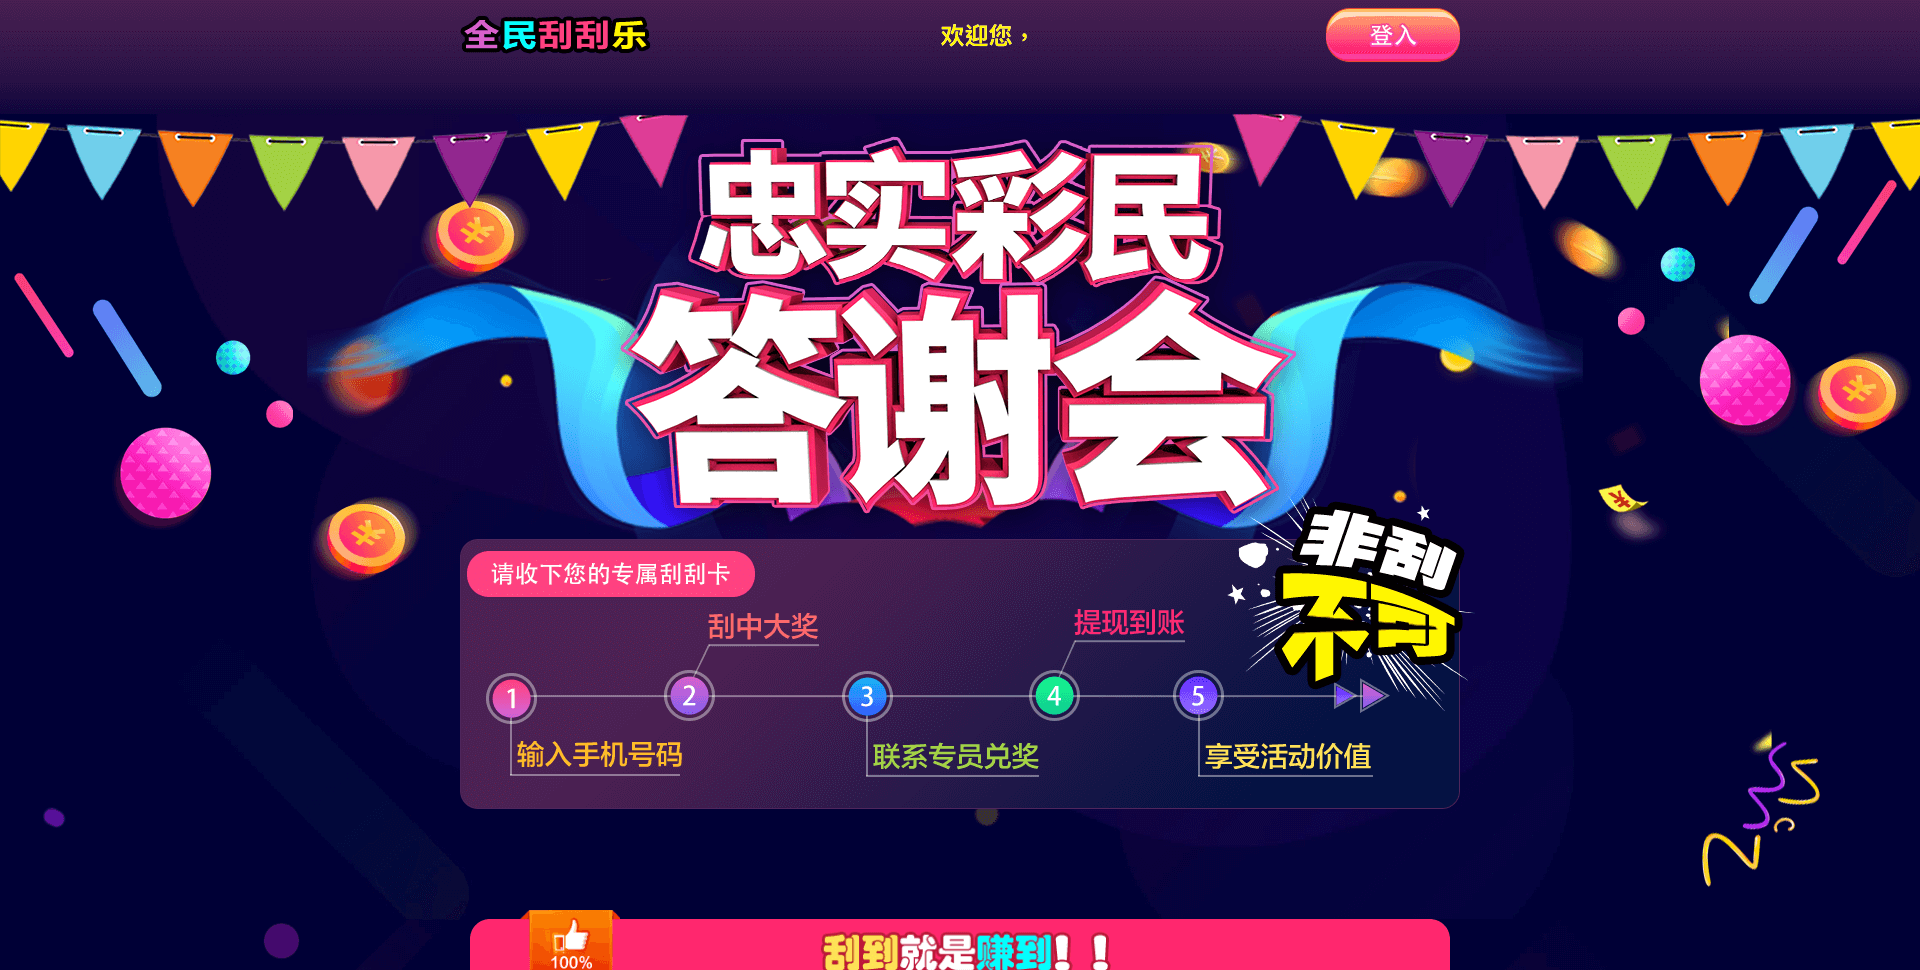 全民刮刮乐
欢迎您，
登入
忠实彩民
答谢会
非刮
不可
请收下您的专属刮刮卡
刮中大奖
提现到账
1
2
3
4
5
输入手机号码
联系专员兑奖
享受活动价值
100%
刮到就是赚到！！